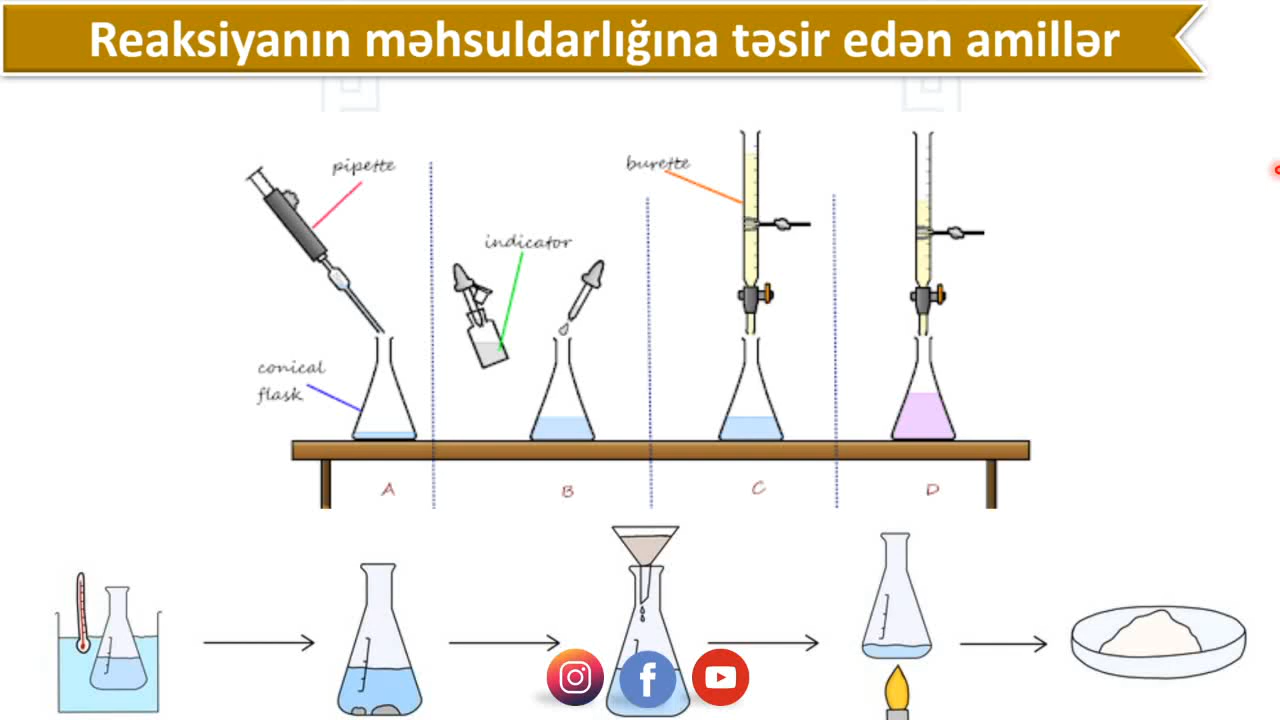 Reaksiyanın məhsuldarlığına təsir edən amillər
pipette
burette
indicator
conical
flask
A
B
C
D